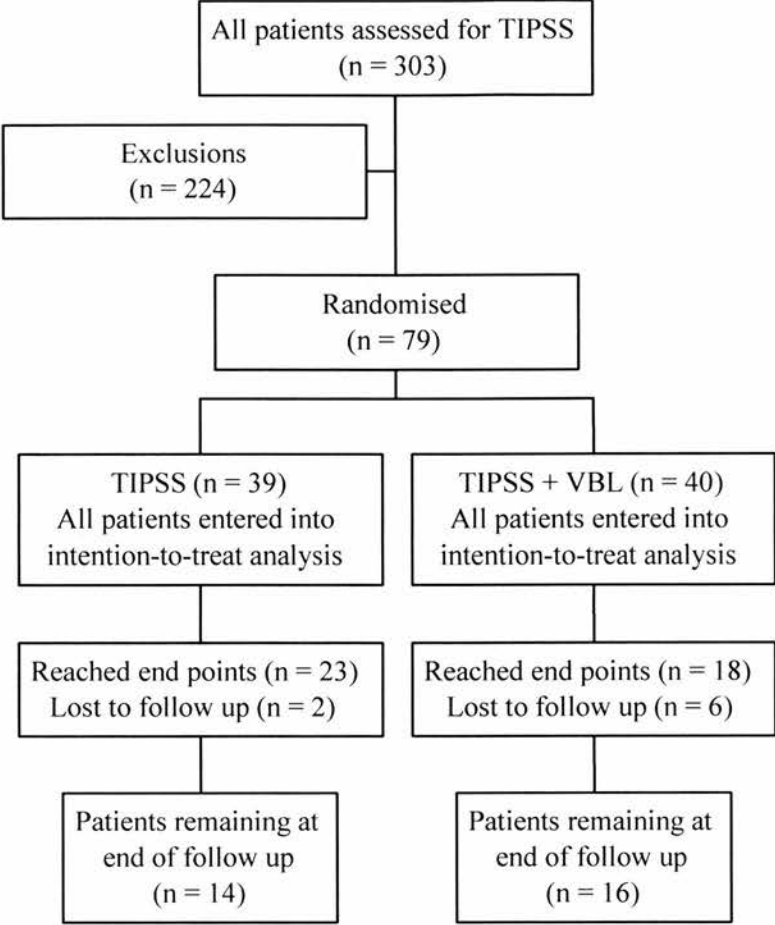 All patients assessed for TIPSS
(n = 303)
Exclusions
(n = 224)
Randomised
(n = 79)
TIPSS (n = 39)
All patients entered into
intention-to-treat analysis
TIPSS + VBL (n = 40)
All patients entered into
intention-to-treat analysis
Reached end points (n = 23)
Lost to follow up (n = 2)
Reached end points (n = 18)
Lost to follow up (n = 6)
Patients remaining at
end of follow up
(n = 14)
Patients remaining at
end of follow up
(n = 16)